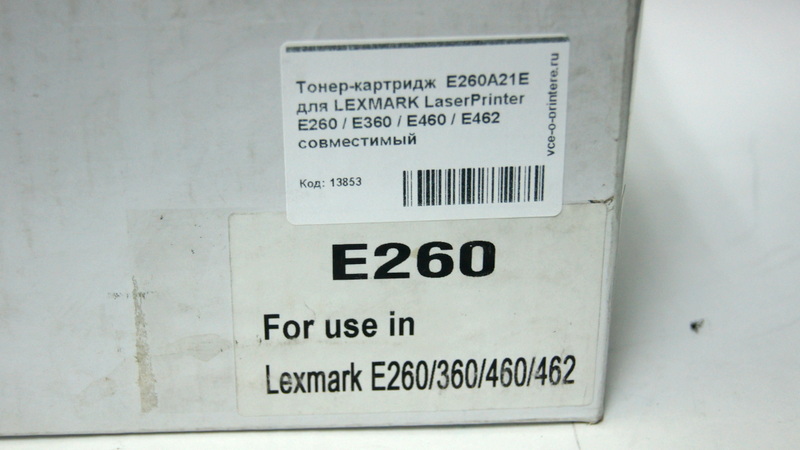 Тонер-картридж E260A21E
для LEXMARK LaserPrinter
E260 / E360 / E460 / E462
совместимый
Код: 13853
vce-o-printere.ru
E260
For use in
Lexmark E260/360/460/462